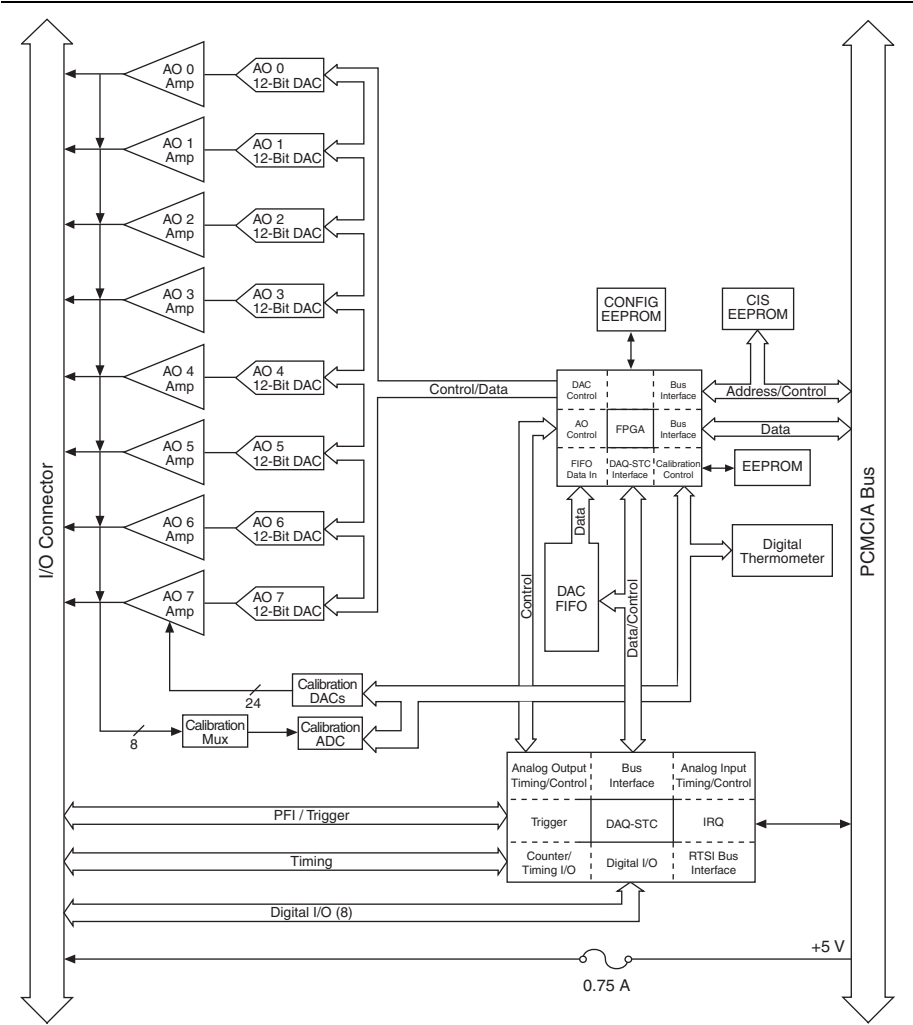 AO 0
Amp
AO 0
12-Bit DAC
AO 1
Amp
AO 1
12-Bit DAC
AO 2
Amp
AO 2
12-Bit DAC
AO 3
Amp
AO 3
12-Bit DAC
AO 4
Amp
AO 4
12-Bit DAC
AO 5
Amp
AO 5
12-Bit DAC
AO 6
Amp
AO 6
12-Bit DAC
AO 7
Amp
AO 7
12-Bit DAC
I/O Connector
PCMCIA Bus
CONFIG
EEPROM
CIS
EEPROM
Control/Data
DAC
Control
Bus
Interface
Address/Control
AO
Control
FPGA
Bus
Interface
Data
FIFO
Data In
DAQ-STC
Interface
Calibration
Control
EEPROM
Data
Digital
Thermometer
Control
DAC
FIFO
Data/Control
Calibration
DACs
24
8
Calibration
Mux
Calibration
ADC
Analog Output
Timing/Control
Bus
Interface
Analog Input
Timing/Control
PFI / Trigger
Trigger
DAQ-STC
IRQ
Timing
Counter/
Timing I/O
Digital I/O
RTSI Bus
Interface
Digital I/O (8)
+5 V
0.75 A